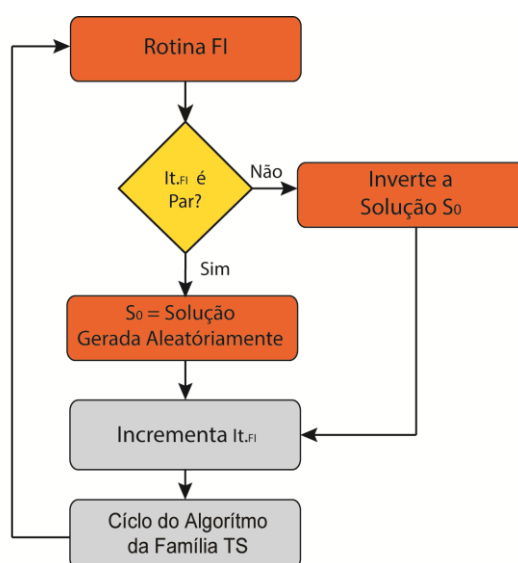 Rotina FI
It.FI é
Par?
Não
Inverte a
Solução S0
Sim
S0 = Solução
Gerada Aleatóriamente
Incrementa It.FI
Cíclo do Algorítmo
da Família TS